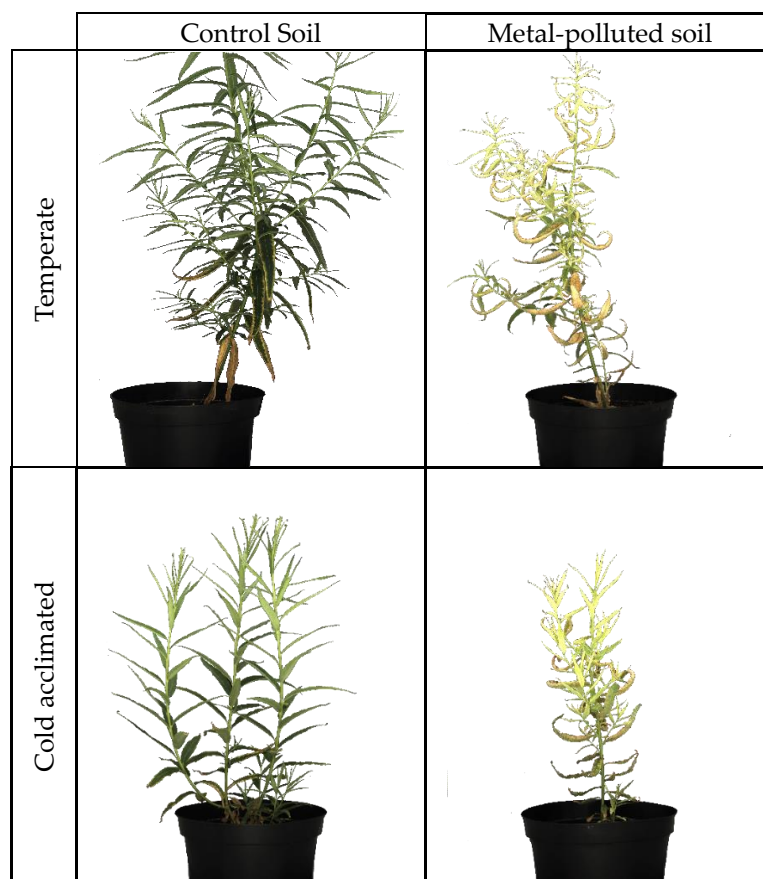 Control Soil
Metal-polluted soil
Temperate
Cold acclimated